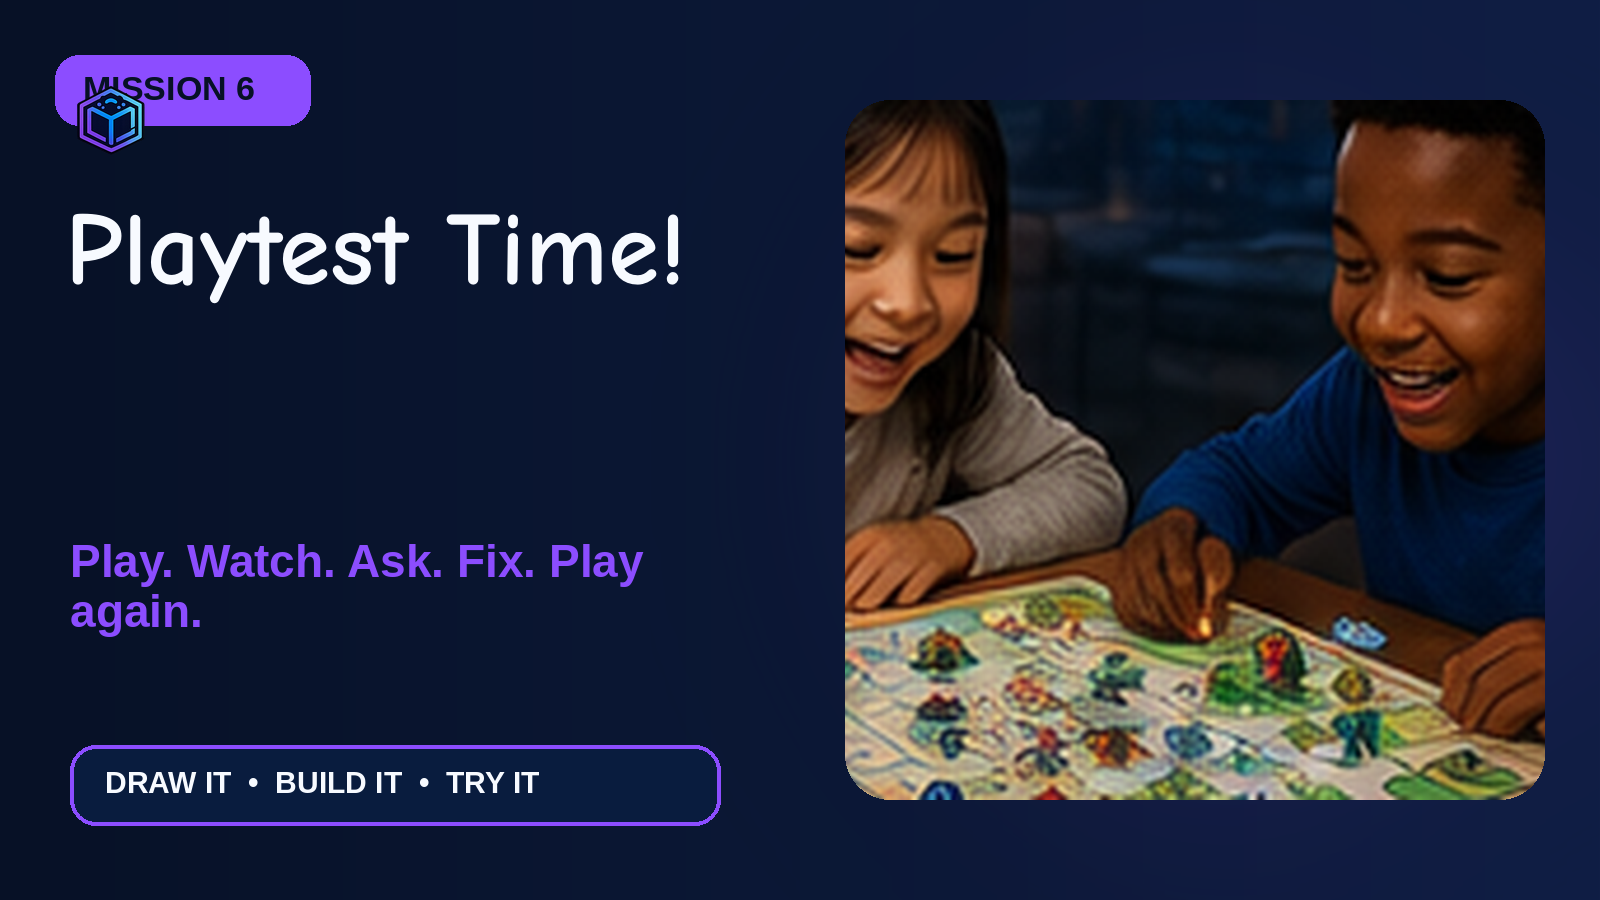 MISSION 6
Playtest Time!
Play. Watch. Ask. Fix. Play
again.
DRAW IT • BUILD IT • TRY IT